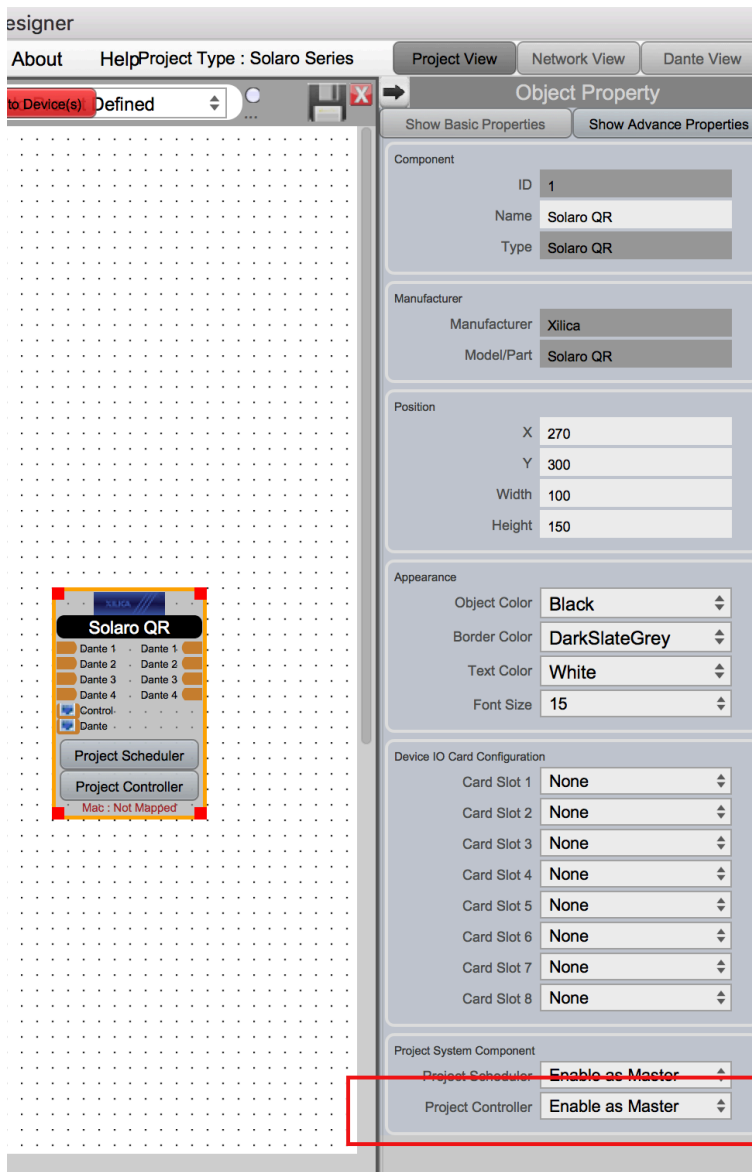 esigner
About HelpProject Type : Solaro Series Project View Network View Dante View
to Device(s) Defined ...
Object Property
Show Basic Properties Show Advance Properties
Component
ID 1
Name Solaro QR
Type Solaro QR
Manufacturer
Manufacturer Xilica
Model/Part Solaro QR
Position
X 270
Y 300
Width 100
Height 150
Appearance
Object Color Black
Border Color DarkSlateGrey
Text Color White
Font Size 15
Device IO Card Configuration
Card Slot 1 None
Card Slot 2 None
Card Slot 3 None
Card Slot 4 None
Card Slot 5 None
Card Slot 6 None
Card Slot 7 None
Card Slot 8 None
Project System Component
Project Scheduler Enable as Master
Project Controller Enable as Master
XILICA
Solaro QR
Dante 1 Dante 1
Dante 2 Dante 2
Dante 3 Dante 3
Dante 4 Dante 4
Control
Dante
Project Scheduler
Project Controller
Mac : Not Mapped